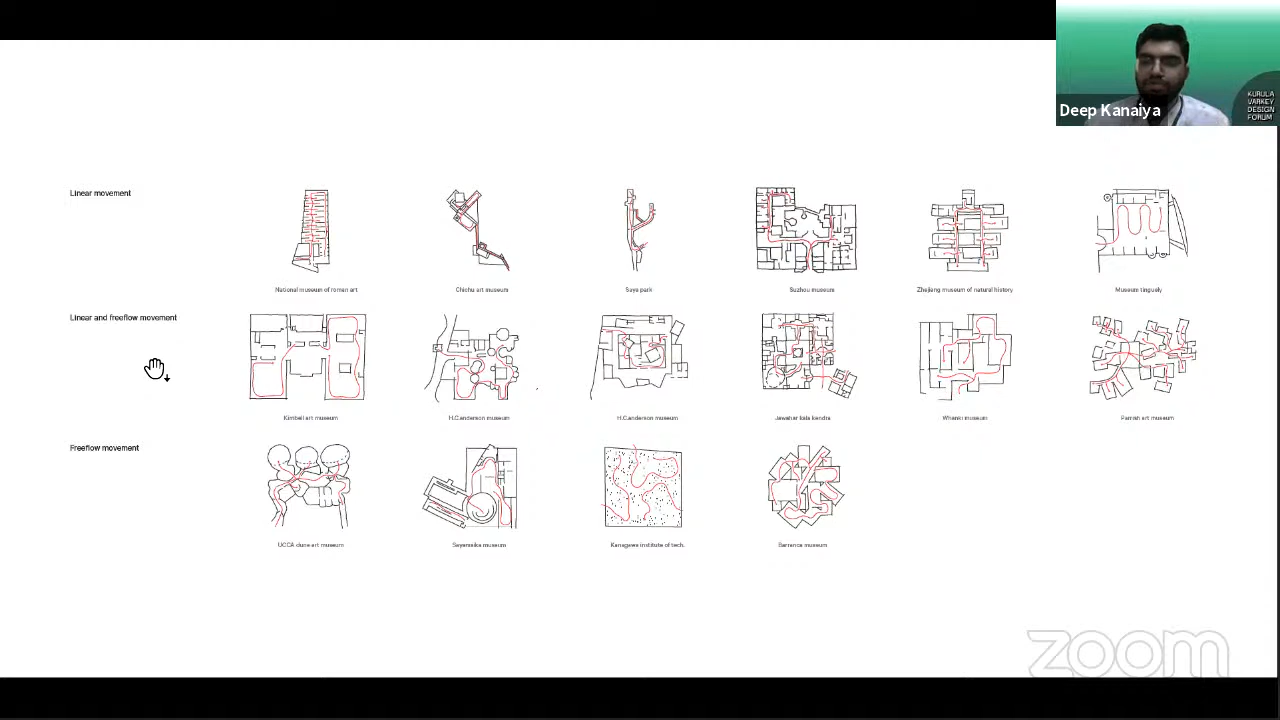 Deep Kanaiya
KURULA
VARKEY
DESIGN
FORUM
Linear movement
National museum of roman art
Chichu art museum
Saya park
Suzhou museum
Zhejiang museum of natural history
Museum tinguely
Linear and freeflow movement
Kimbell art museum
H.C.anderson museum
H.C.anderson museum
Jawahar kala kendra
Whanki museum
Parrish art museum
Freeflow movement
UCCA dune art museum
Sayamaika museum
Kanagawa institute of tech.
Barranca museum
zoom